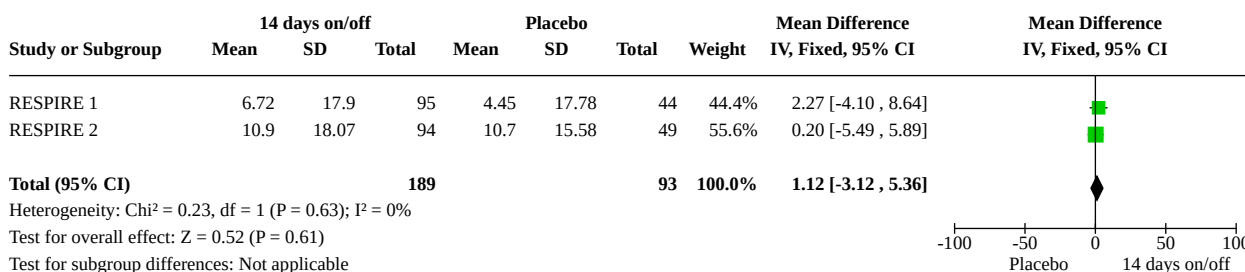 14 days on/off Placebo Mean Difference Mean Difference
Study or Subgroup Mean SD Total Mean SD Total Weight IV, Fixed, 95% CI IV, Fixed, 95% CI
RESPIRE 1 6.72 17.9 95 4.45 17.78 44 44.4% 2.27 [-4.10 , 8.64]
RESPIRE 2 10.9 18.07 94 10.7 15.58 49 55.6% 0.20 [-5.49 , 5.89]
Total (95% CI) 189 93 100.0% 1.12 [-3.12 , 5.36]
Heterogeneity: Chi² = 0.23, df = 1 (P = 0.63); I² = 0%
Test for overall effect: Z = 0.52 (P = 0.61) -100 -50 0 50 100
Test for subgroup differences: Not applicable Placebo 14 days on/off